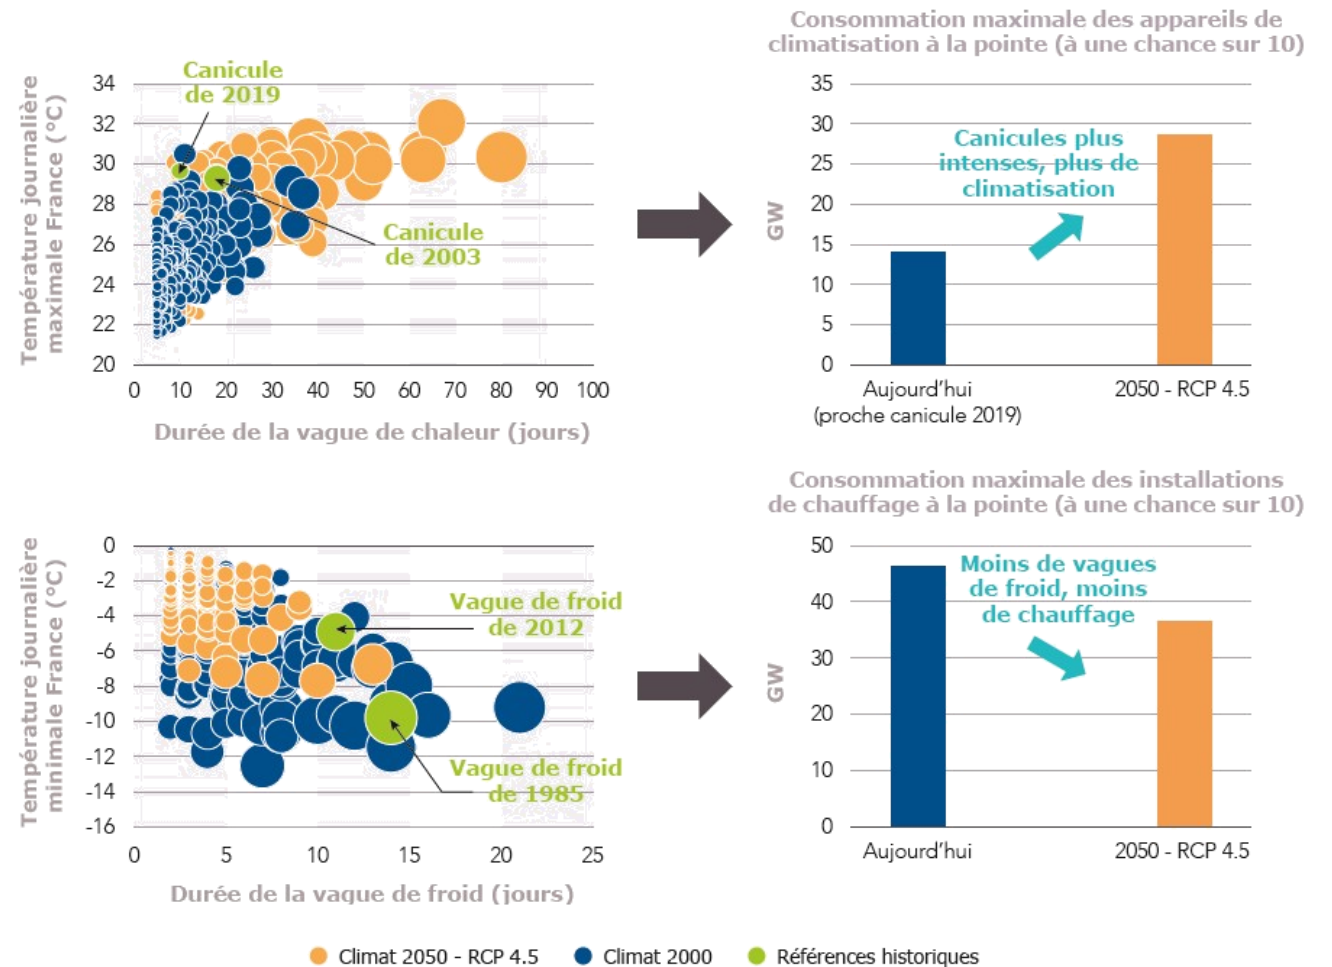 Consommation maximale des appareils de
climatisation à la pointe (à une chance sur 10)
Température journalière
maximale France (°C)
34
32
30
28
26
24
22
20
Canicule
de 2019
Canicule
de 2003
0 10 20 30 40 50 60 70 80 90 100
Durée de la vague de chaleur (jours)
GW
35
30
25
20
15
10
5
0
Canicules plus
intenses, plus de
climatisation
Aujourd'hui
(proche canicule 2019)
2050 - RCP 4.5
Consommation maximale des installations
de chauffage à la pointe (à une chance sur 10)
Température journalière
minimale France (°C)
0
-2
-4
-6
-8
-10
-12
-14
-16
Vague de froid
de 2012
Vague de froid
de 1985
0 5 10 15 20 25
Durée de la vague de froid (jours)
GW
50
40
30
20
10
0
Moins de vagues
de froid, moins
de chauffage
Aujourd'hui
2050 - RCP 4.5
Climat 2050 - RCP 4.5 Climat 2000 Références historiques